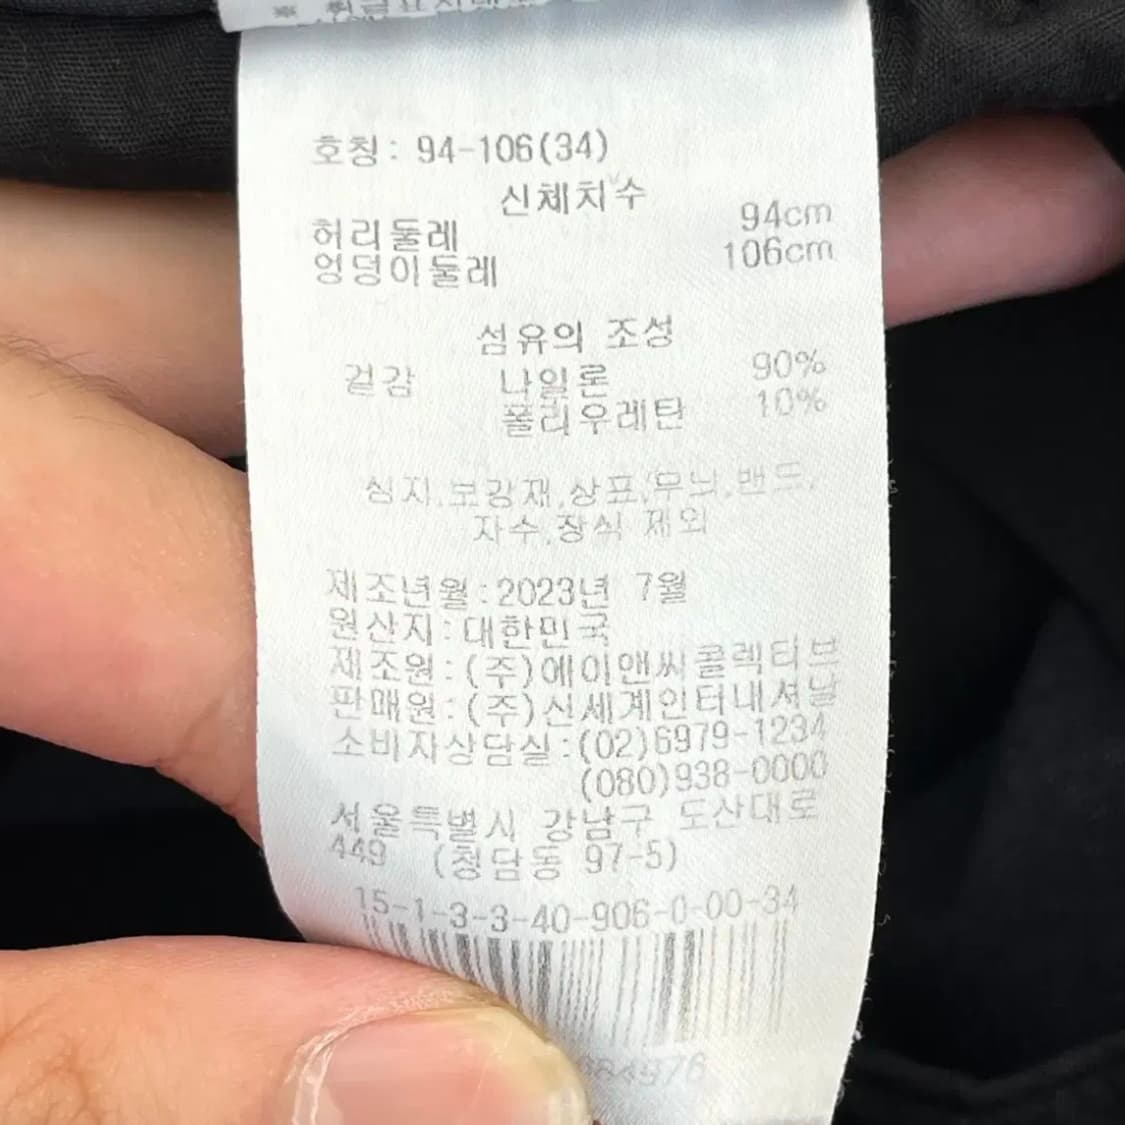 ※ 취급표시
호칭: 94-106(34)
신체치수
허리둘레 94cm
엉덩이둘레 106cm
섬유의 조성
겉감 나일론 90%
폴리우레탄 10%
심지,보강재,상표,무늬,밴드,
자수,장식 제외
제조년월:2023년 7월
원산지:대한민국
제조원:(주)에이앤씨콜렉티브
판매원:(주)신세계인터내셔날
소비자상담실:(02)6979-1234
(080)938-0000
서울특별시 강남구 도산대로
449 (청담동 97-5)
15-1-3-3-40-906-0-00-34